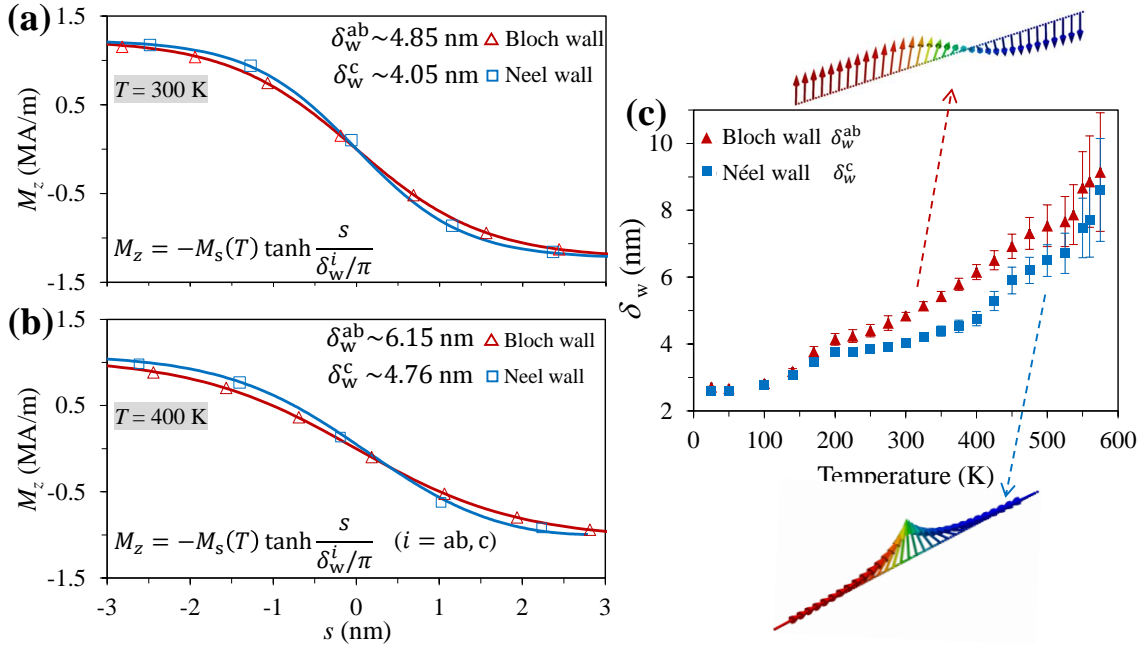 (a)
1.5
0.5
-0.5
-1.5
M_z (MA/m)
δ_w^ab ~4.85 nm △ Bloch wall
δ_w^c ~4.05 nm □ Neel wall
T = 300 K
M_z = −M_s(T) tanh s/(δ_w^i/π)
(b)
1.5
0.5
-0.5
-1.5
M_z (MA/m)
δ_w^ab ~6.15 nm △ Bloch wall
δ_w^c ~4.76 nm □ Neel wall
T = 400 K
M_z = −M_s(T) tanh s/(δ_w^i/π) (i = ab, c)
-3 -2 -1 0 1 2 3
s (nm)
(c)
10
8
6
4
2
δ_w (nm)
▲ Bloch wall δ_w^ab
■ Néel wall δ_w^c
0 100 200 300 400 500 600
Temperature (K)